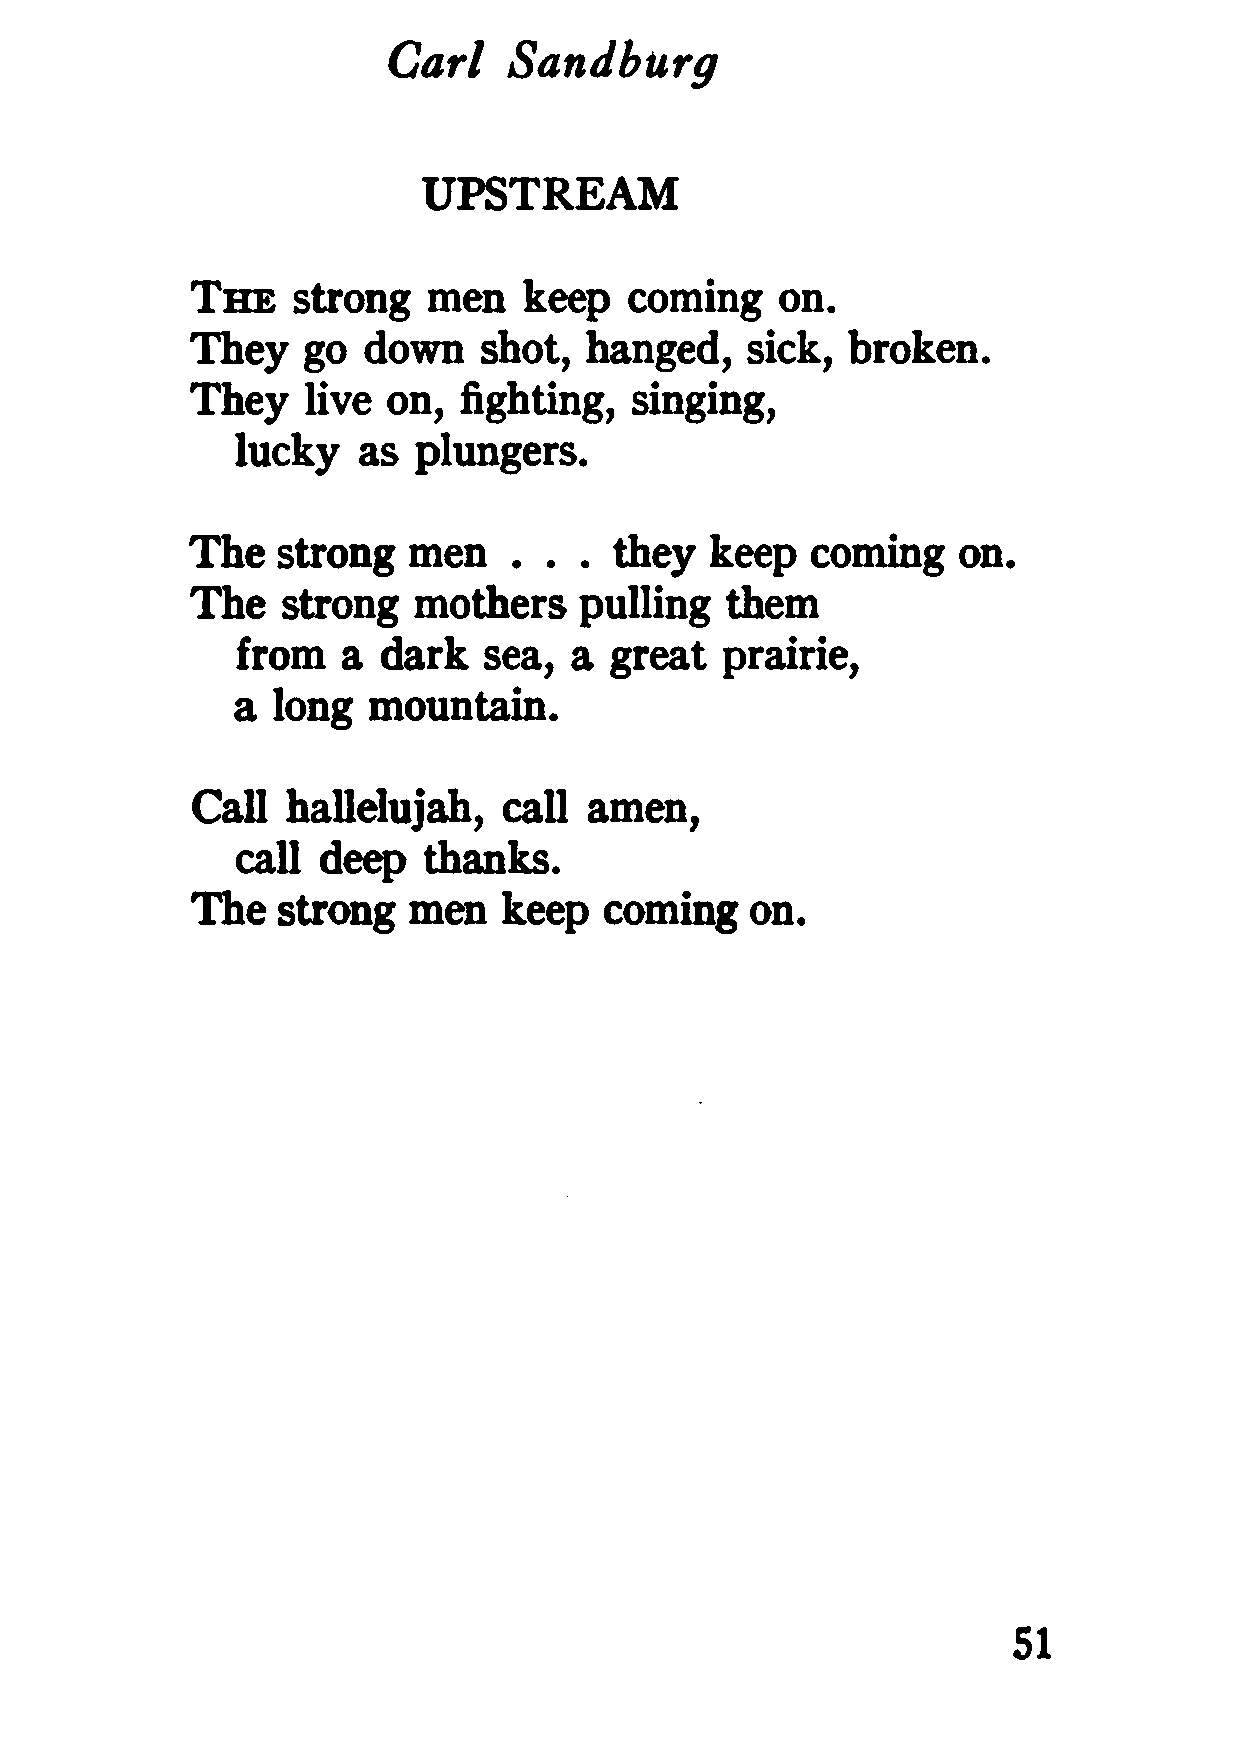 Carl Sandburg
UPSTREAM
THE strong men keep coming on.
They go down shot, hanged, sick, broken.
They live on, fighting, singing,
lucky as plungers.
The strong men . . . they keep coming on.
The strong mothers pulling them
from a dark sea, a great prairie,
a long mountain.
Call hallelujah, call amen,
call deep thanks.
The strong men keep coming on.
51